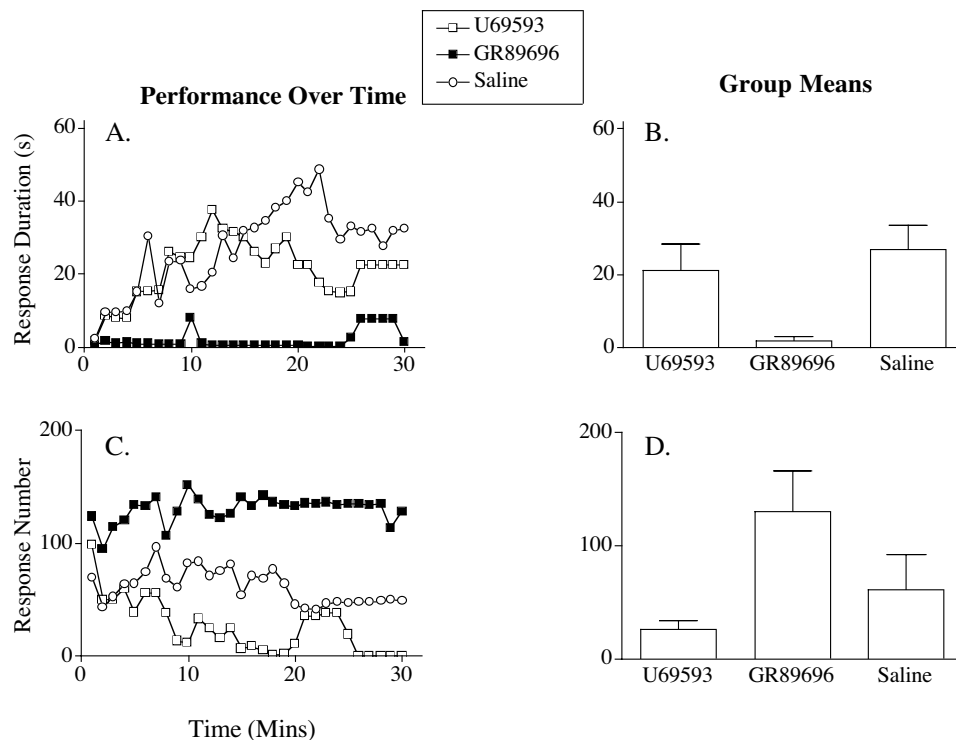 U69593
GR89696
Saline
Performance Over Time
Group Means
Response Duration (s)
60
40
20
0
A.
0
10
20
30
60
40
20
0
B.
U69593
GR89696
Saline
Response Number
200
100
0
C.
0
10
20
30
Time (Mins)
200
100
0
D.
U69593
GR89696
Saline